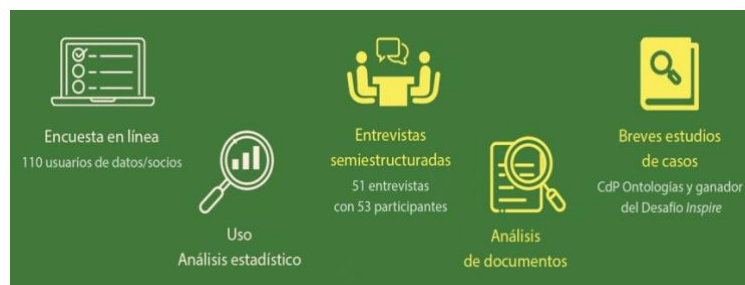 Encuesta en línea
110 usuarios de datos/socios
Uso
Análisis estadístico
Entrevistas
semiestructuradas
51 entrevistas
con 53 participantes
Análisis
de documentos
Breves estudios
de casos
CdP Ontologías y ganador
del Desafío Inspire